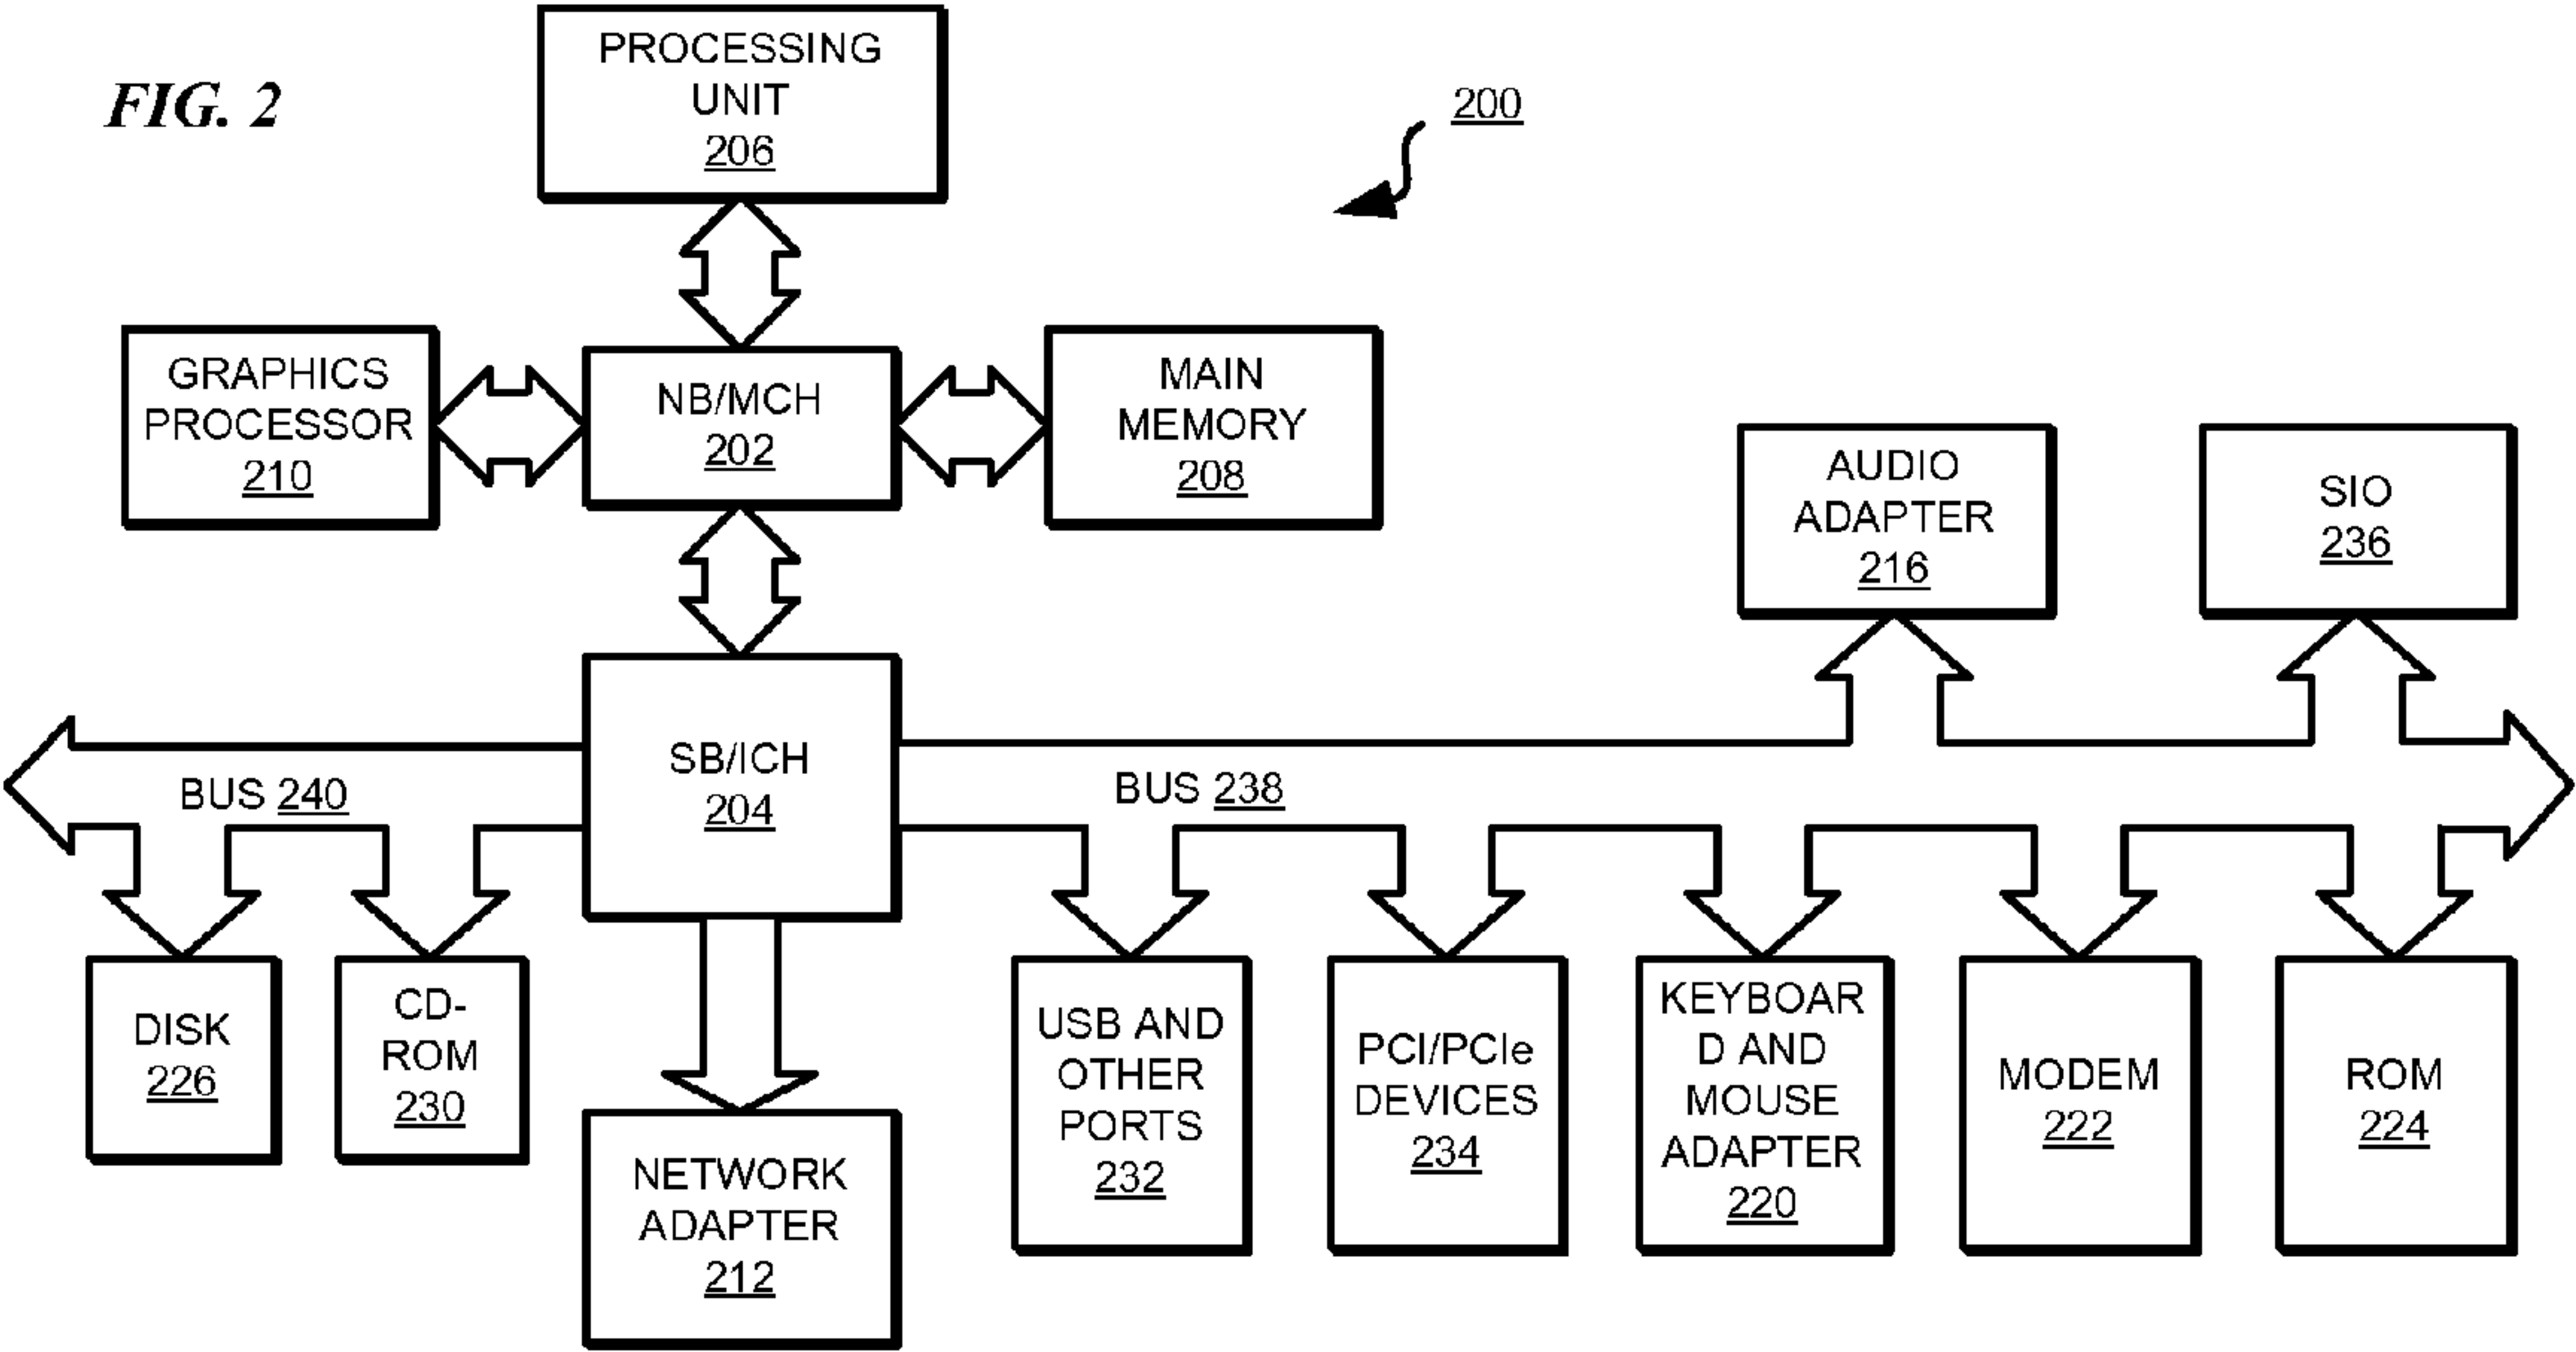 FIG. 2
PROCESSING
UNIT
206
200
GRAPHICS
PROCESSOR
210
NB/MCH
202
MAIN
MEMORY
208
AUDIO
ADAPTER
216
SIO
236
SB/ICH
204
BUS 240
BUS 238
DISK
226
CD-
ROM
230
NETWORK
ADAPTER
212
USB AND
OTHER
PORTS
232
PCI/PCIe
DEVICES
234
KEYBOAR
D AND
MOUSE
ADAPTER
220
MODEM
222
ROM
224